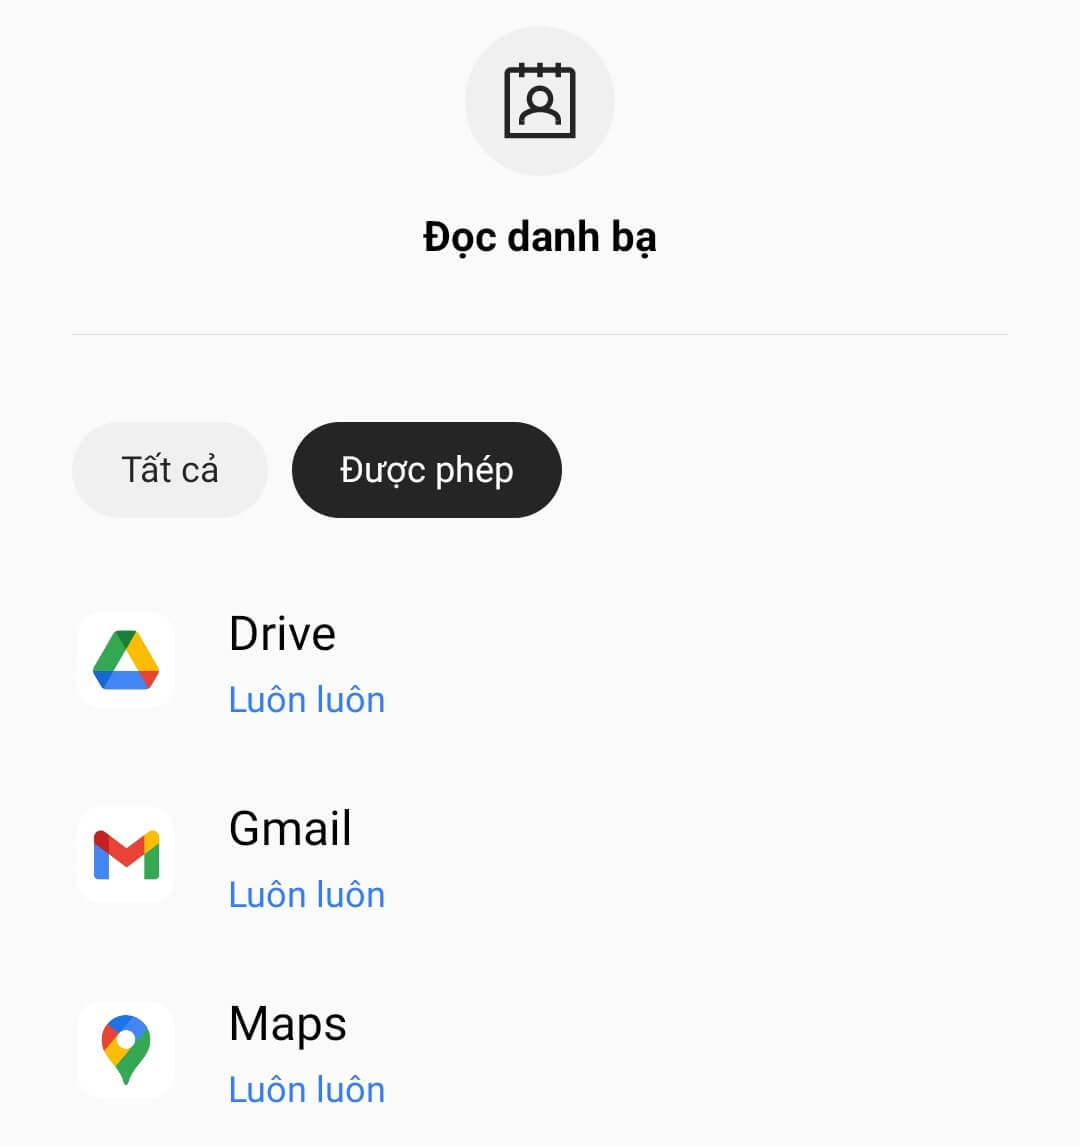 Đọc danh bạ
Tất cả
Được phép
Drive
Luôn luôn
Gmail
Luôn luôn
Maps
Luôn luôn